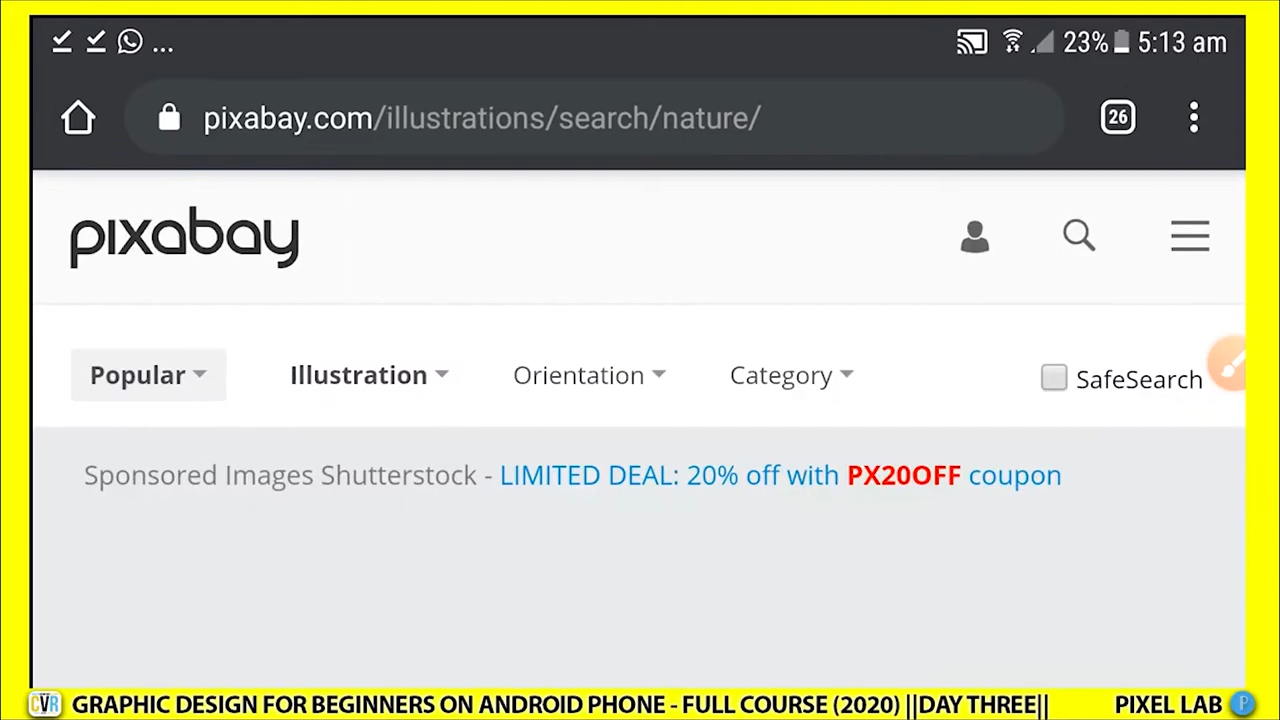 ... 23% 5:13 am
pixabay.com/illustrations/search/nature/ 26
pixabay
Popular Illustration Orientation Category SafeSearch
Sponsored Images Shutterstock - LIMITED DEAL: 20% off with PX20OFF coupon
CVR GRAPHIC DESIGN FOR BEGINNERS ON ANDROID PHONE - FULL COURSE (2020) ||DAY THREE|| PIXEL LAB P